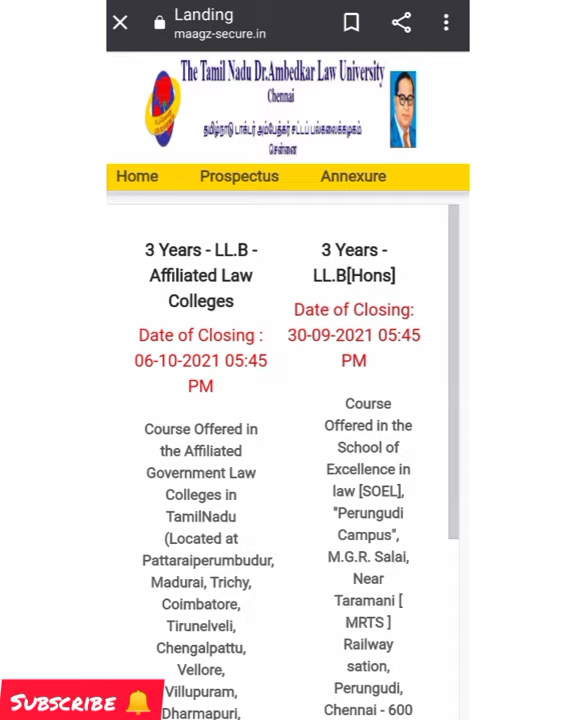 Landing
maagz-secure.in
The Tamil Nadu Dr.Ambedkar Law University
Chennai
தமிழ்நாடு டாக்டர் அம்பேத்கர் சட்டப் பல்கலைக்கழகம்
சென்னை
Home Prospectus Annexure
3 Years - LL.B -
Affiliated Law
Colleges
Date of Closing :
06-10-2021 05:45
PM
Course Offered in
the Affiliated
Government Law
Colleges in
TamilNadu
(Located at
Pattaraiperumbudur,
Madurai, Trichy,
Coimbatore,
Tirunelveli,
Chengalpattu,
Vellore,
Villupuram,
Dharmapuri,
3 Years -
LL.B[Hons]
Date of Closing:
30-09-2021 05:45
PM
Course
Offered in the
School of
Excellence in
law [SOEL],
"Perungudi
Campus",
M.G.R. Salai,
Near
Taramani [
MRTS ]
Railway
sation,
Perungudi,
Chennai - 600
SUBSCRIBE